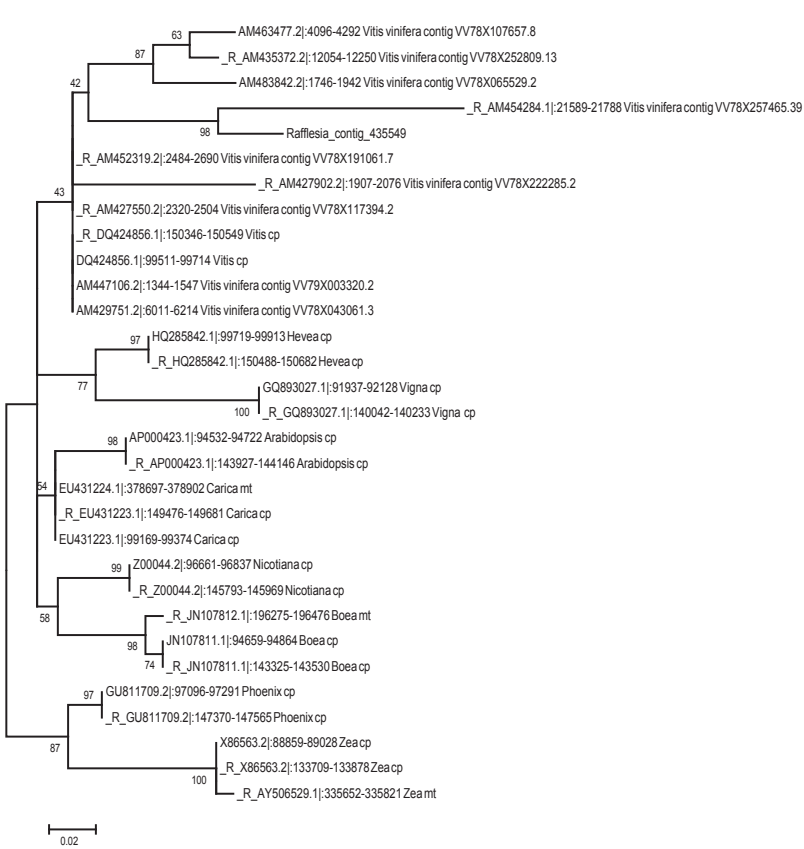 63
AM463477.2|:4096-4292 Vitis vinifera contig VV78X107657.8
87
_R_AM435372.2|:12054-12250 Vitis vinifera contig VV78X252809.13
42
AM483842.2|:1746-1942 Vitis vinifera contig VV78X065529.2
_R_AM454284.1|:21589-21788 Vitis vinifera contig VV78X257465.39
98
Rafflesia_contig_435549
_R_AM452319.2|:2484-2690 Vitis vinifera contig VV78X191061.7
43
_R_AM427902.2|:1907-2076 Vitis vinifera contig VV78X222285.2
_R_AM427550.2|:2320-2504 Vitis vinifera contig VV78X117394.2
_R_DQ424856.1|:150346-150549 Vitis cp
DQ424856.1|:99511-99714 Vitis cp
AM447106.2|:1344-1547 Vitis vinifera contig VV79X003320.2
AM429751.2|:6011-6214 Vitis vinifera contig VV78X043061.3
97
HQ285842.1|:99719-99913 Hevea cp
_R_HQ285842.1|:150488-150682 Hevea cp
77
GQ893027.1|:91937-92128 Vigna cp
100
_R_GQ893027.1|:140042-140233 Vigna cp
98
AP000423.1|:94532-94722 Arabidopsis cp
_R_AP000423.1|:143927-144146 Arabidopsis cp
54
EU431224.1|:378697-378902 Carica mt
_R_EU431223.1|:149476-149681 Carica cp
EU431223.1|:99169-99374 Carica cp
99
Z00044.2|:96661-96837 Nicotiana cp
_R_Z00044.2|:145793-145969 Nicotiana cp
58
_R_JN107812.1|:196275-196476 Boea mt
98
JN107811.1|:94659-94864 Boea cp
74
_R_JN107811.1|:143325-143530 Boea cp
97
GU811709.2|:97096-97291 Phoenix cp
_R_GU811709.2|:147370-147565 Phoenix cp
87
X86563.2|:88859-89028 Zea cp
_R_X86563.2|:133709-133878 Zea cp
100
_R_AY506529.1|:335652-335821 Zea mt
0.02